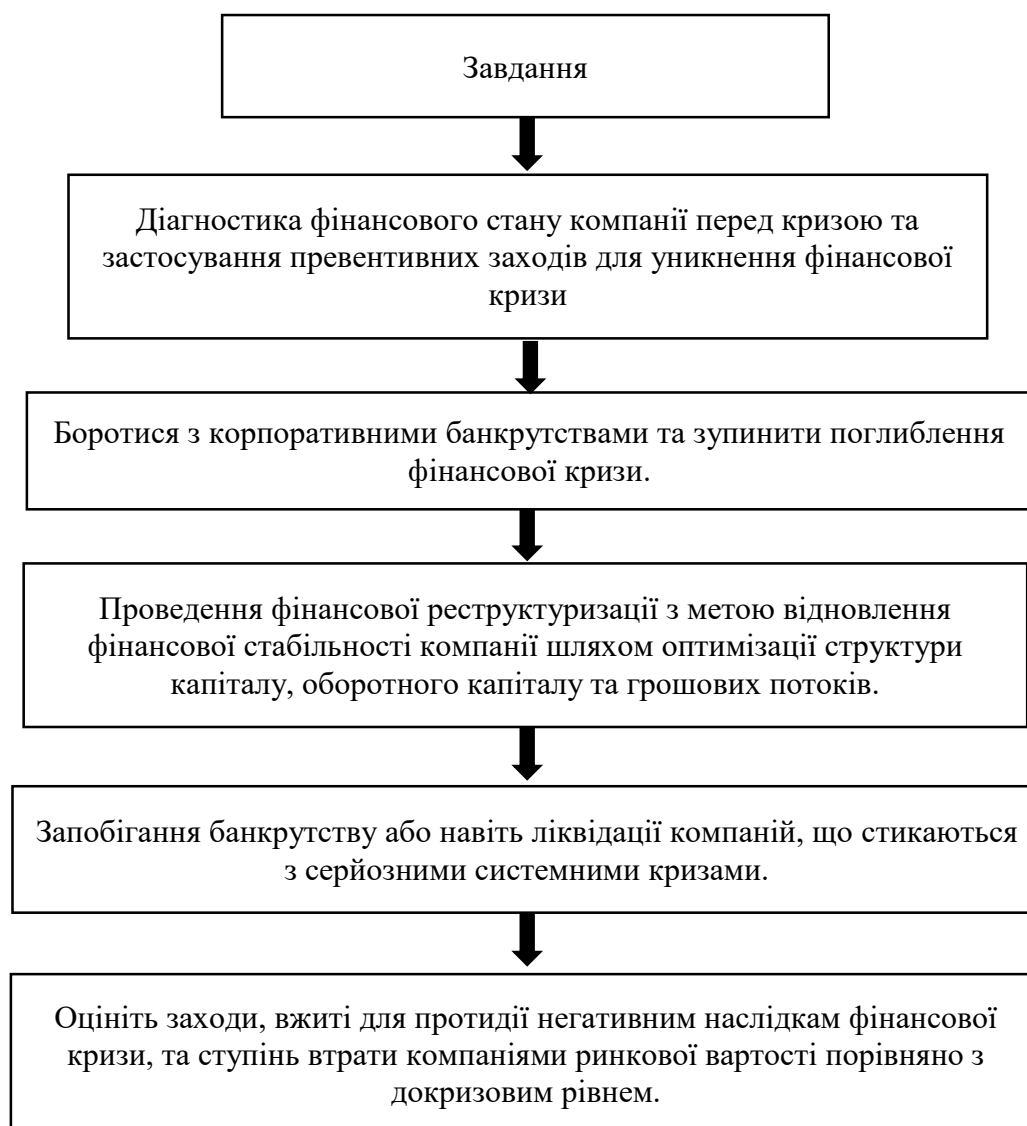 Завдання
Діагностика фінансового стану компанії перед кризою та
застосування превентивних заходів для уникнення фінансової
кризи
Боротися з корпоративними банкрутствами та зупинити поглиблення
фінансової кризи.
Проведення фінансової реструктуризації з метою відновлення
фінансової стабільності компанії шляхом оптимізації структури
капіталу, оборотного капіталу та грошових потоків.
Запобігання банкрутству або навіть ліквідації компаній, що стикаються
з серйозними системними кризами.
Оцініть заходи, вжиті для протидії негативним наслідкам фінансової
кризи, та ступінь втрати компаніями ринкової вартості порівняно з
докризовим рівнем.